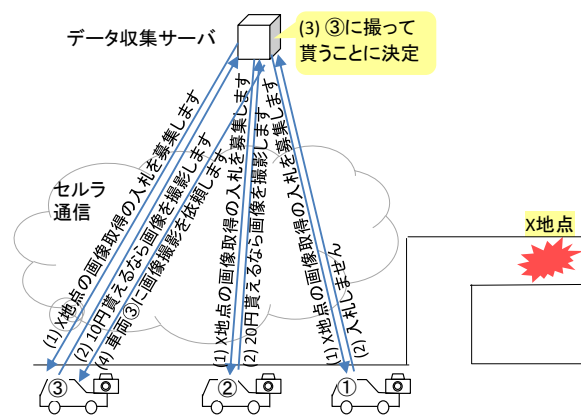 データ収集サーバ
(3) ③に撮って
貰うことに決定
(1) X地点の画像取得の入札を募集します
(2) 10円貰えるなら画像を撮影します
(4) 車両③に画像撮影を依頼します
(1) X地点の画像取得の入札を募集します
(2) 20円貰えるなら画像を撮影します
(1) X地点の画像取得の入札を募集します
(2) 入札しません
セルラ
通信
X地点
③
②
①